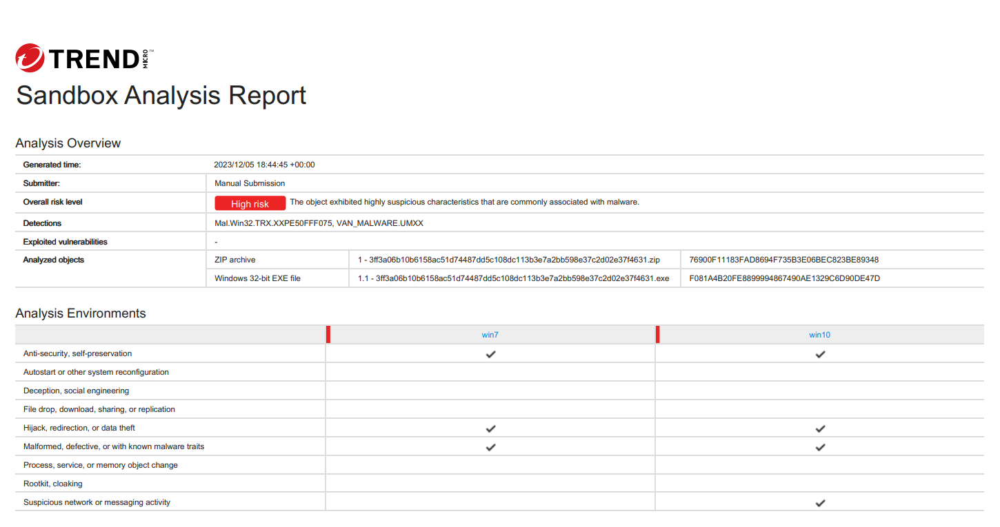 TREND MICRO™
Sandbox Analysis Report
Analysis Overview
Generated time: 2023/12/05 18:44:45 +00:00
Submitter: Manual Submission
Overall risk level High risk The object exhibited highly suspicious characteristics that are commonly associated with malware.
Detections Mal.Win32.TRX.XXPE50FFF075, VAN_MALWARE.UMXX
Exploited vulnerabilities -
Analyzed objects ZIP archive 1 - 3ff3a06b10b6158ac51d74487dd5c108dc113b3e7a2bb598e37c2d02e37f4631.zip 76900F11183FAD8694F735B3E06BEC823BE89348
Windows 32-bit EXE file 1.1 - 3ff3a06b10b6158ac51d74487dd5c108dc113b3e7a2bb598e37c2d02e37f4631.exe F081A4B20FE8899994867490AE1329C6D90DE47D
Analysis Environments
win7 win10
Anti-security, self-preservation ✓ ✓
Autostart or other system reconfiguration
Deception, social engineering
File drop, download, sharing, or replication
Hijack, redirection, or data theft ✓ ✓
Malformed, defective, or with known malware traits ✓ ✓
Process, service, or memory object change
Rootkit, cloaking
Suspicious network or messaging activity ✓